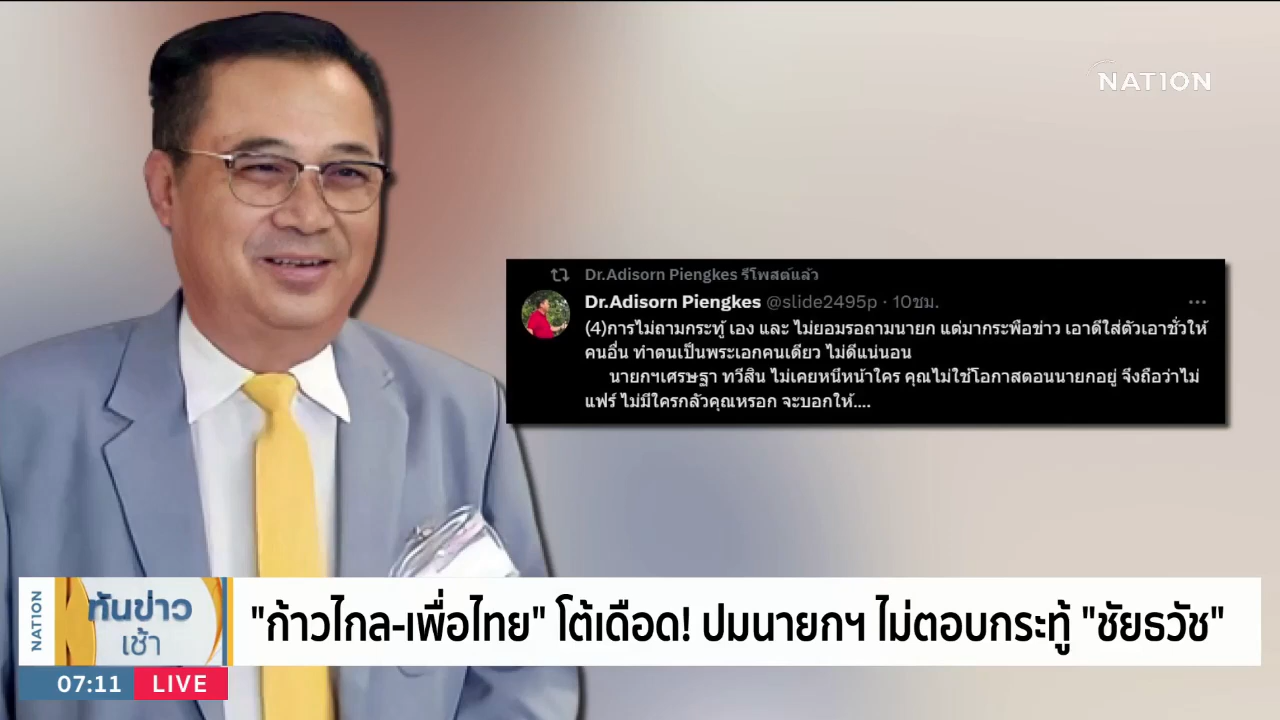 NATION
Dr.Adisorn Piengkes รีโพสต์แล้ว
Dr.Adisorn Piengkes @slide2495p · 10ชม. ...
(4)การไม่ถามกระทู้ เอง และ ไม่ยอมรอถามนายก แต่มากระพือข่าว เอาดีใส่ตัวเอาชั่วให้
คนอื่น ทำตนเป็นพระเอกคนเดียว ไม่ดีแน่นอน
นายกฯเศรษฐา ทวีสิน ไม่เคยหนีหน้าใคร คุณไม่ใช้โอกาสตอนนายกอยู่ จึงถือว่าไม่
แฟร์ ไม่มีใครกลัวคุณหรอก จะบอกให้....
NATION
ทันข่าว
เช้า
"ก้าวไกล-เพื่อไทย" โต้เดือด! ปมนายกฯ ไม่ตอบกระทู้ "ชัยธวัช"
07:11 LIVE